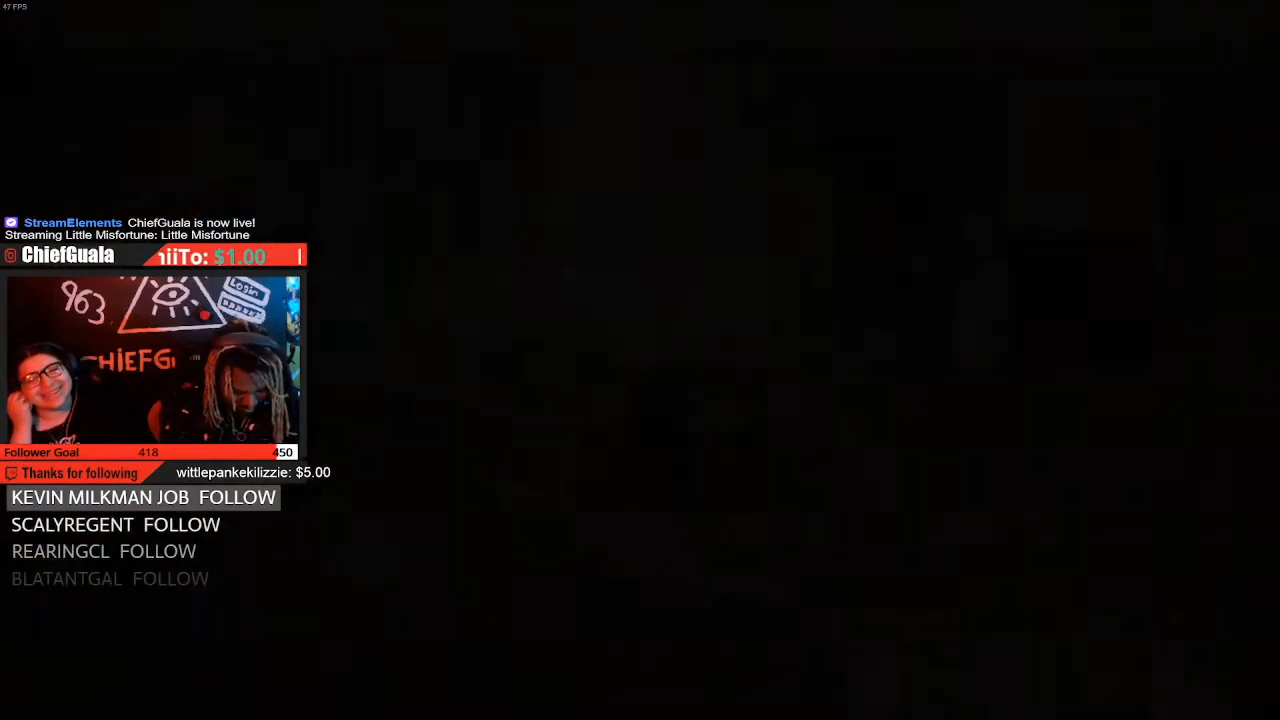 47 FPS
StreamElements ChiefGuala is now live!
Streaming Little Misfortune: Little Misfortune
ChiefGuala
iiTo: $1.00
963
Login
CHIEFG
Follower Goal 418 450
Thanks for following
wittlepankekilizzie: $5.00
KEVIN MILKMAN JOB FOLLOW
SCALYREGENT FOLLOW
REARINGCL FOLLOW
BLATANTGAL FOLLOW